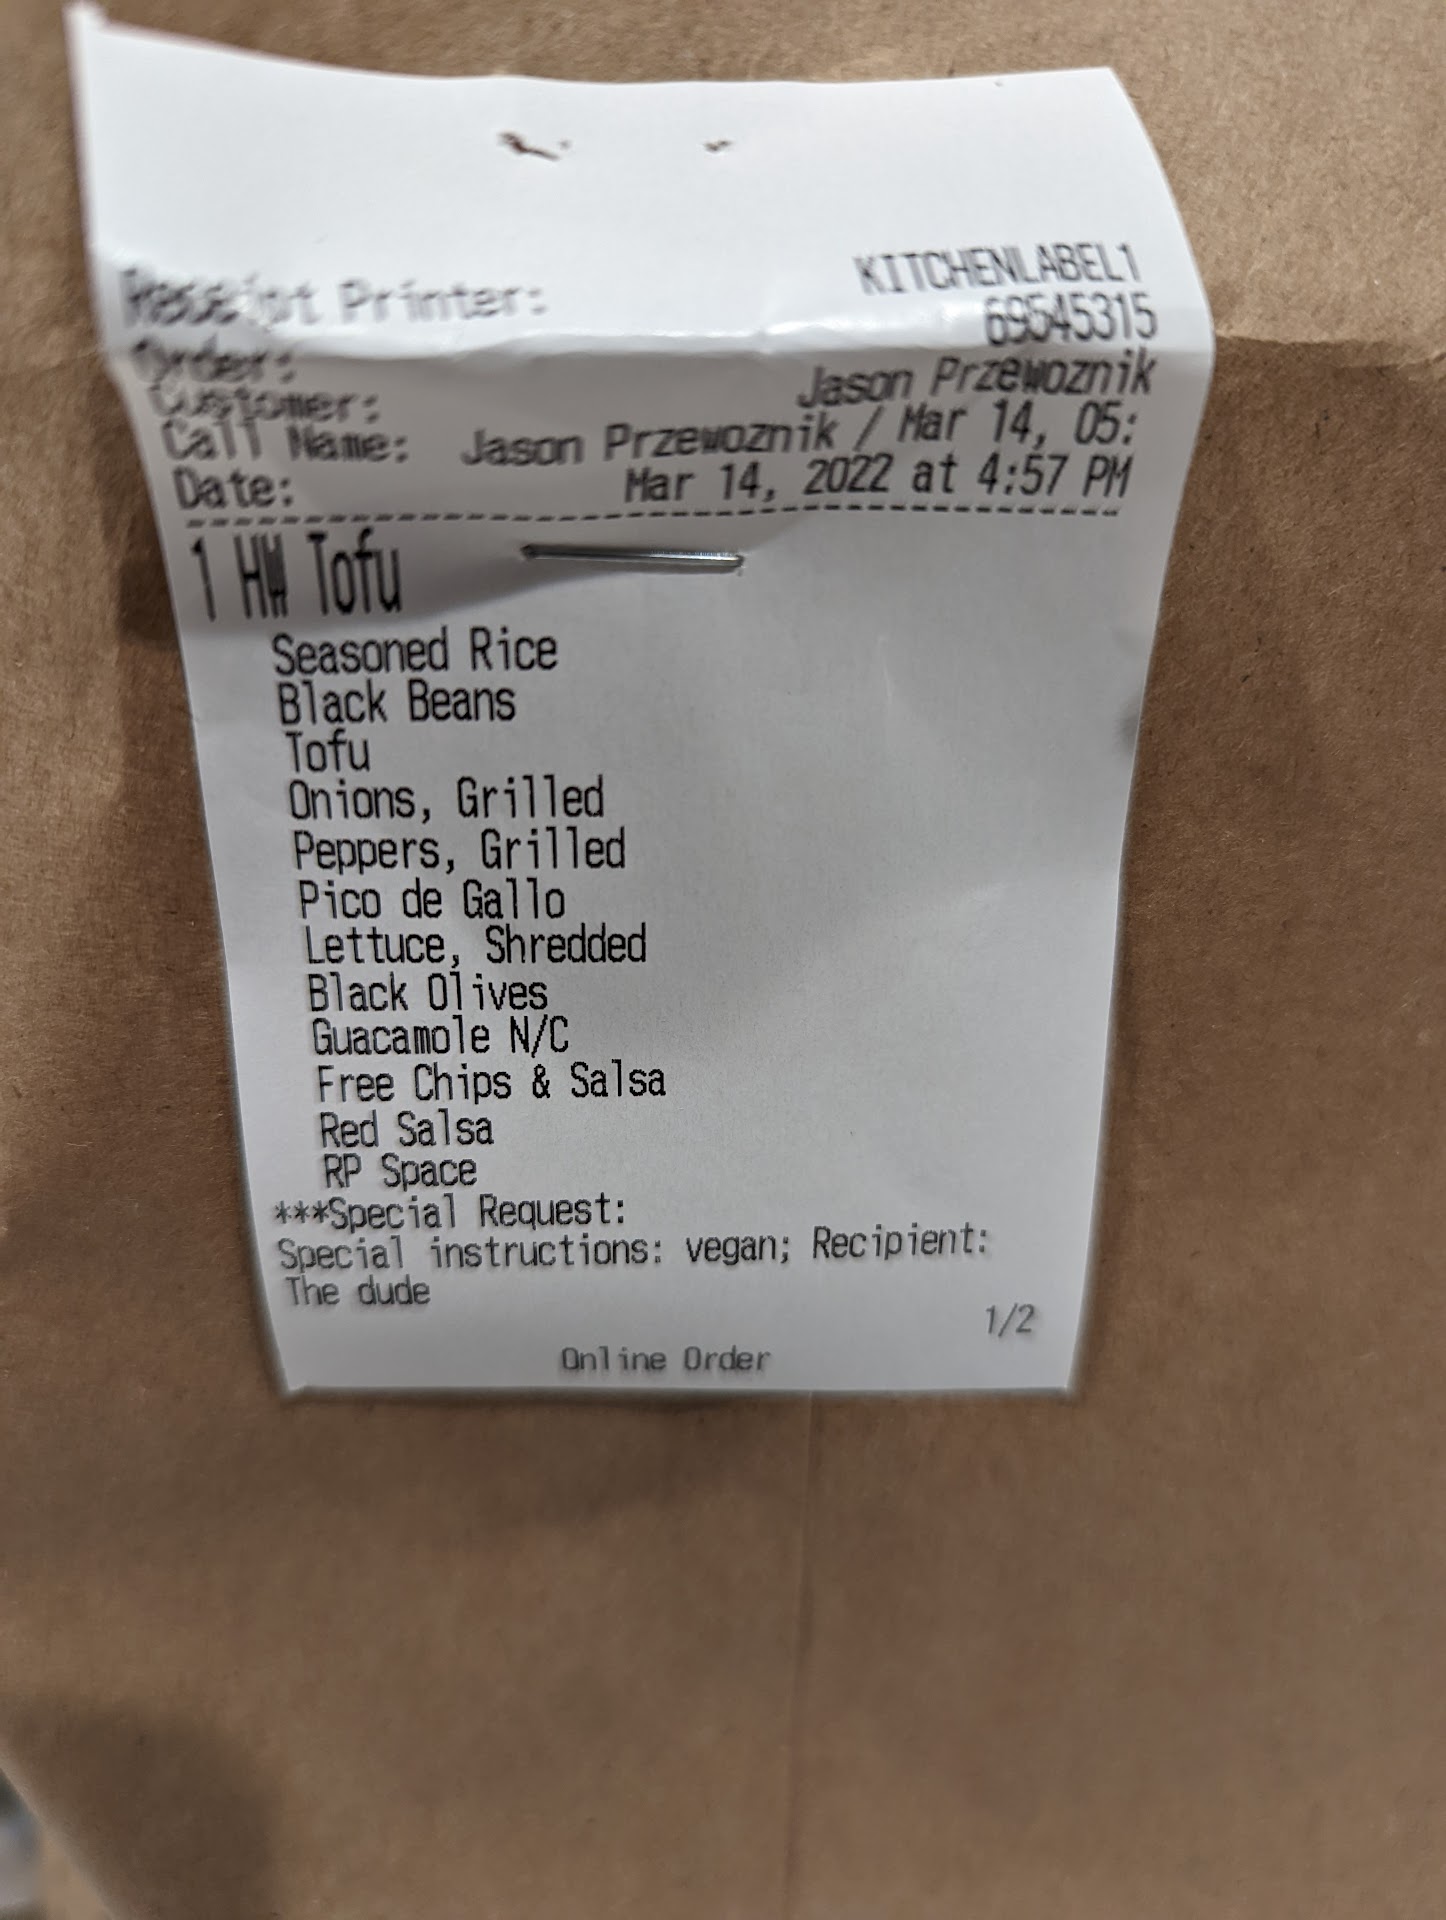 Receipt Printer: KITCHENLABEL1
Order: 69545315
Customer: Jason Przewoznik
Call Name: Jason Przewoznik / Mar 14, 05:
Date: Mar 14, 2022 at 4:57 PM
1 HW Tofu
Seasoned Rice
Black Beans
Tofu
Onions, Grilled
Peppers, Grilled
Pico de Gallo
Lettuce, Shredded
Black Olives
Guacamole N/C
Free Chips & Salsa
Red Salsa
RP Space
***Special Request:
Special instructions: vegan; Recipient:
The dude
1/2
Online Order